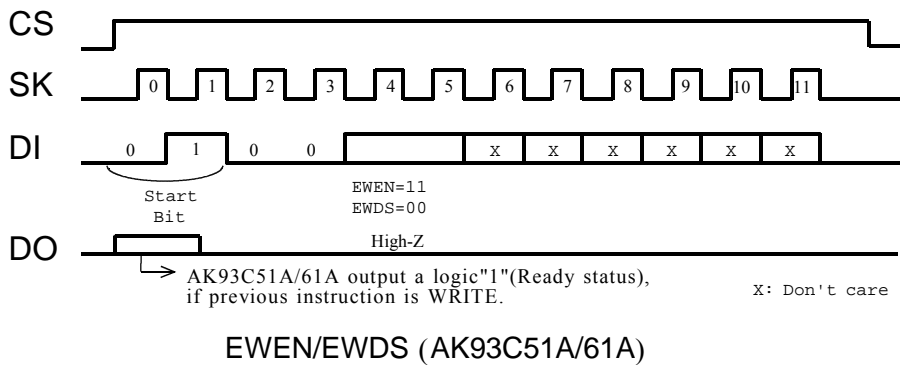 CS
SK 0 1 2 3 4 5 6 7 8 9 10 11
DI 0 1 0 0 X X X X X X
Start
Bit
EWEN=11
EWDS=00
DO High-Z
AK93C51A/61A output a logic"1"(Ready status),
if previous instruction is WRITE.
X: Don't care
EWEN/EWDS (AK93C51A/61A)